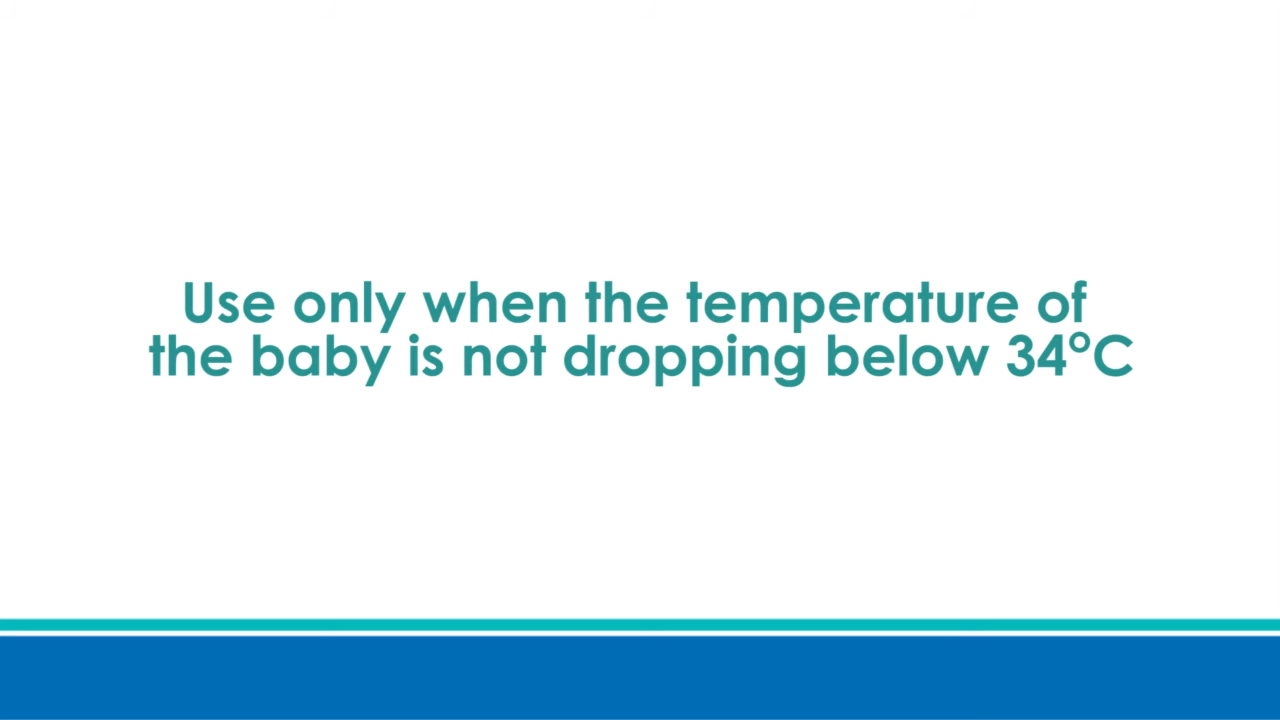 Use only when the temperature of
the baby is not dropping below 34°C